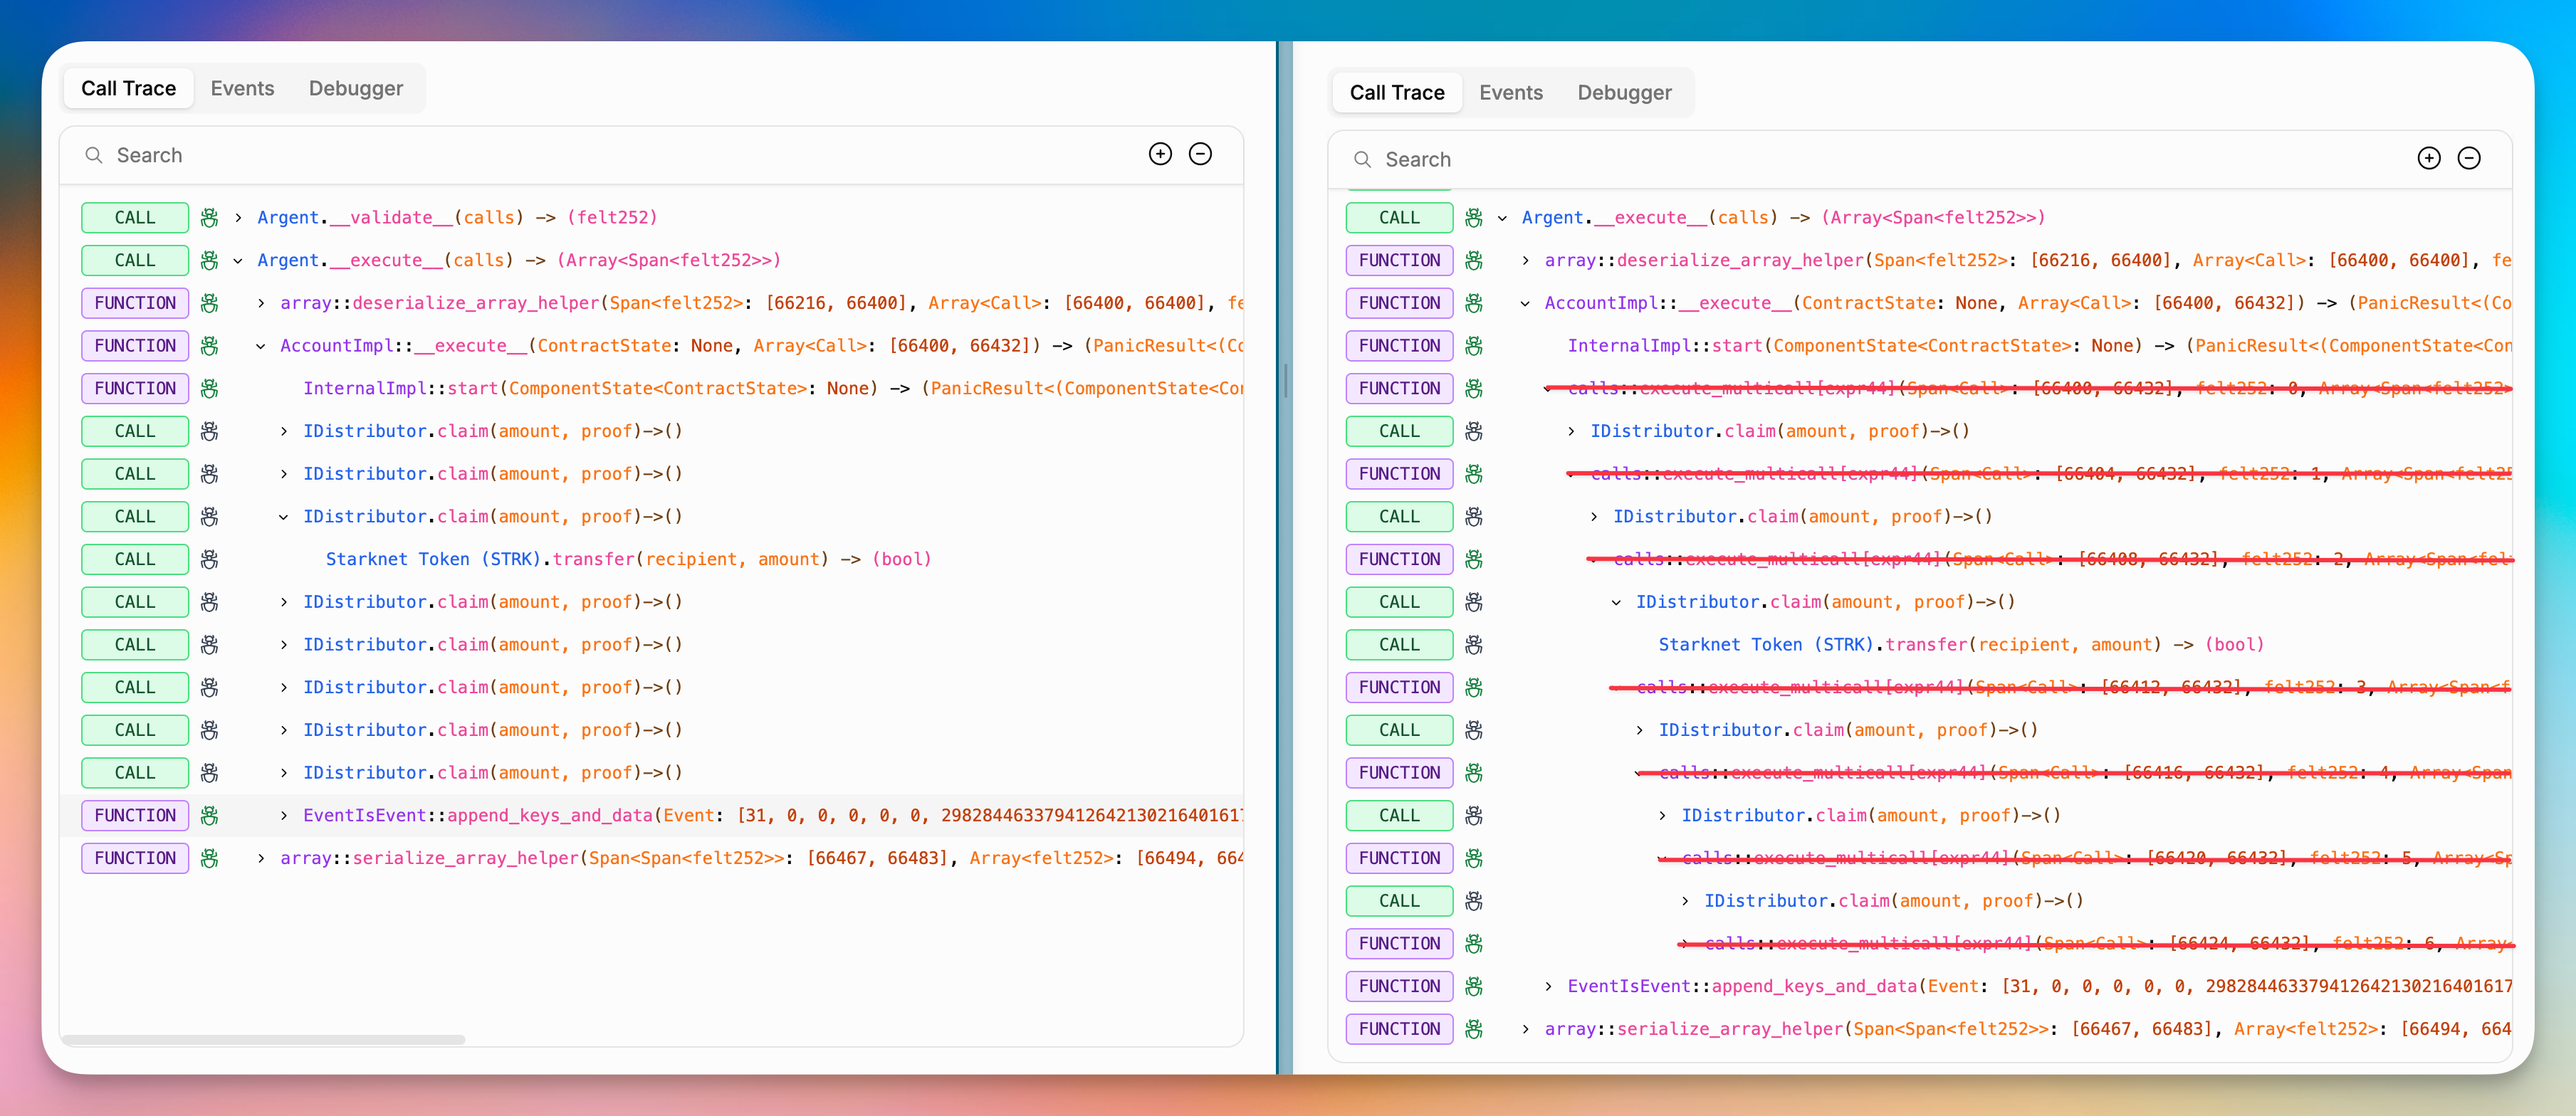 Call Trace Events Debugger
Search
CALL Argent.__validate__(calls) -> (felt252)
CALL Argent.__execute__(calls) -> (Array<Span<felt252>>)
FUNCTION array::deserialize_array_helper(Span<felt252>: [66216, 66400], Array<Call>: [66400, 66400], fe
FUNCTION AccountImpl::__execute__(ContractState: None, Array<Call>: [66400, 66432]) -> (PanicResult<(Co
FUNCTION InternalImpl::start(ComponentState<ContractState>: None) -> (PanicResult<(ComponentState<Con
CALL IDistributor.claim(amount, proof)->()
CALL IDistributor.claim(amount, proof)->()
CALL IDistributor.claim(amount, proof)->()
CALL Starknet Token (STRK).transfer(recipient, amount) -> (bool)
CALL IDistributor.claim(amount, proof)->()
CALL IDistributor.claim(amount, proof)->()
CALL IDistributor.claim(amount, proof)->()
CALL IDistributor.claim(amount, proof)->()
CALL IDistributor.claim(amount, proof)->()
FUNCTION EventIsEvent::append_keys_and_data(Event: [31, 0, 0, 0, 0, 0, 298284463379412642130216401617
FUNCTION array::serialize_array_helper(Span<Span<felt252>>: [66467, 66483], Array<felt252>: [66494, 664
Call Trace Events Debugger
Search
CALL Argent.__execute__(calls) -> (Array<Span<felt252>>)
FUNCTION array::deserialize_array_helper(Span<felt252>: [66216, 66400], Array<Call>: [66400, 66400], fe
FUNCTION AccountImpl::__execute__(ContractState: None, Array<Call>: [66400, 66432]) -> (PanicResult<(Co
FUNCTION InternalImpl::start(ComponentState<ContractState>: None) -> (PanicResult<(ComponentState<Con
FUNCTION calls::execute_multicall[expr44](Span<Call>: [66400, 66432], felt252: 0, Array<Span<felt252>
CALL IDistributor.claim(amount, proof)->()
FUNCTION calls::execute_multicall[expr44](Span<Call>: [66404, 66432], felt252: 1, Array<Span<felt25
CALL IDistributor.claim(amount, proof)->()
FUNCTION calls::execute_multicall[expr44](Span<Call>: [66408, 66432], felt252: 2, Array<Span<fel
CALL IDistributor.claim(amount, proof)->()
CALL Starknet Token (STRK).transfer(recipient, amount) -> (bool)
FUNCTION calls::execute_multicall[expr44](Span<Call>: [66412, 66432], felt252: 3, Array<Span<f
CALL IDistributor.claim(amount, proof)->()
FUNCTION calls::execute_multicall[expr44](Span<Call>: [66416, 66432], felt252: 4, Array<Span
CALL IDistributor.claim(amount, proof)->()
FUNCTION calls::execute_multicall[expr44](Span<Call>: [66420, 66432], felt252: 5, Array<Sp
CALL IDistributor.claim(amount, proof)->()
FUNCTION calls::execute_multicall[expr44](Span<Call>: [66424, 66432], felt252: 6, Array<
FUNCTION EventIsEvent::append_keys_and_data(Event: [31, 0, 0, 0, 0, 0, 298284463379412642130216401617
FUNCTION array::serialize_array_helper(Span<Span<felt252>>: [66467, 66483], Array<felt252>: [66494, 664